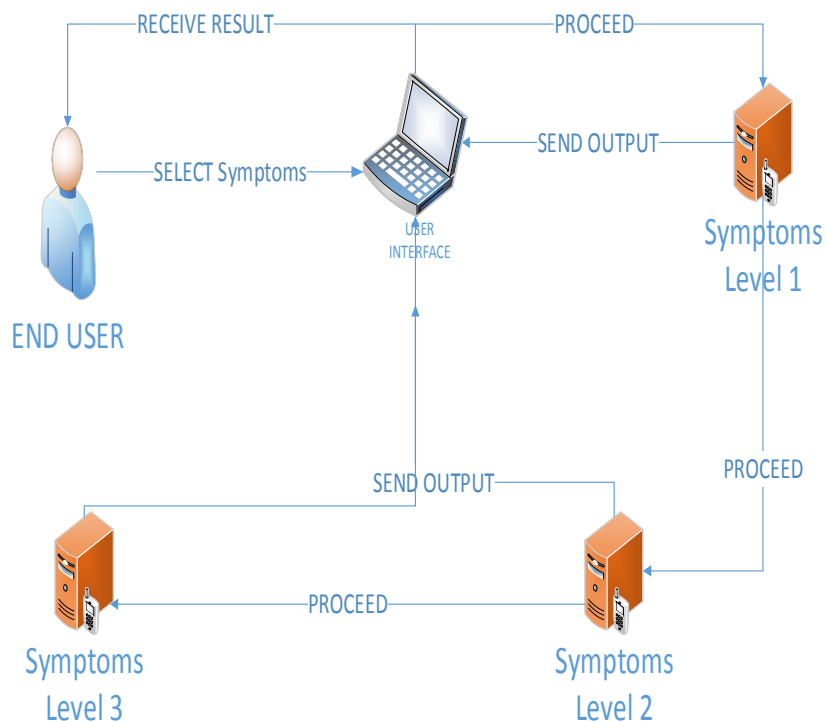 RECEIVE RESULT
PROCEED
SEND OUTPUT
SELECT Symptoms
USER
INTERFACE
Symptoms
Level 1
END USER
PROCEED
SEND OUTPUT
PROCEED
Symptoms
Level 3
Symptoms
Level 2